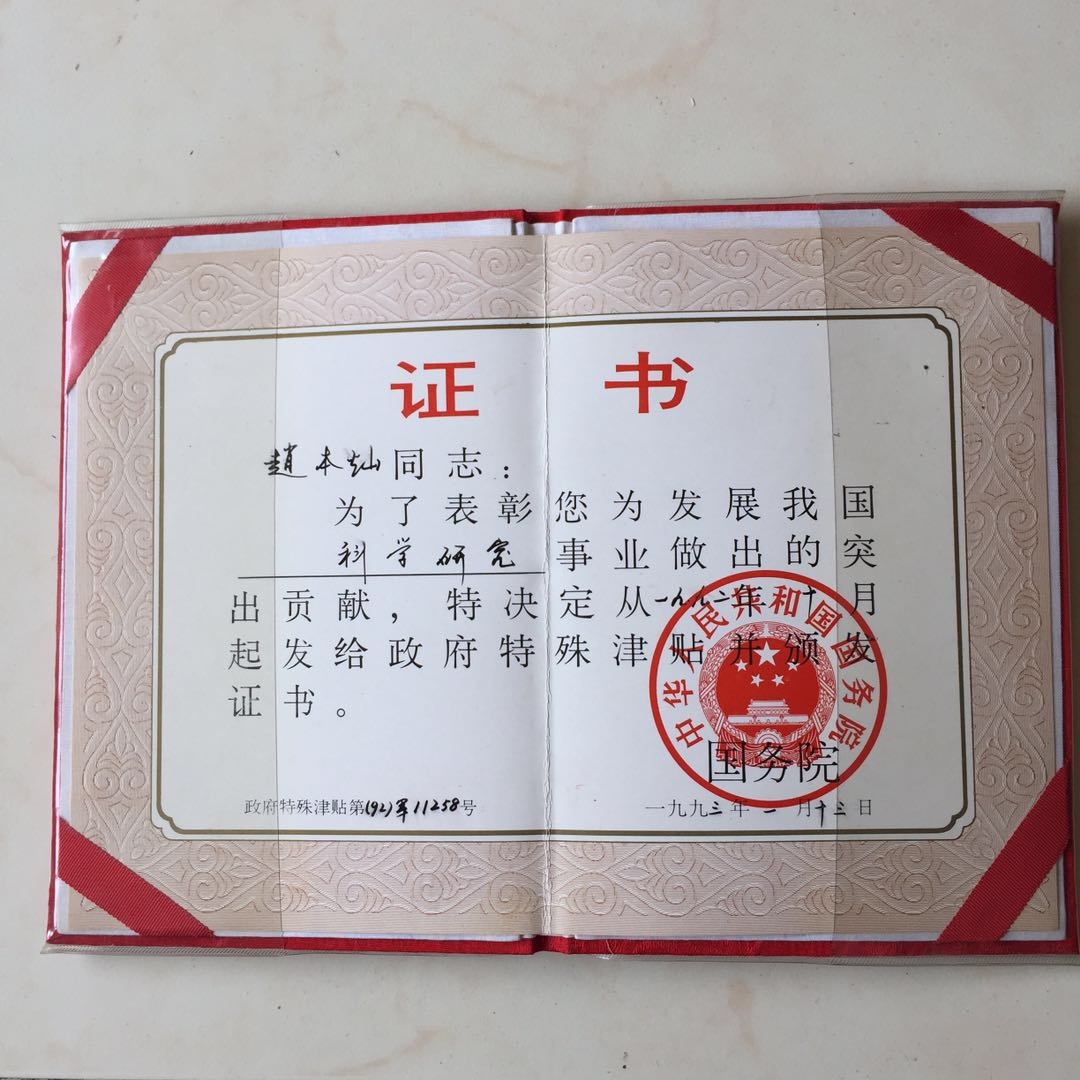 证书
趙本灿同志：
为了表彰您为发展我国
科学研究事业做出的突
出贡献，特决定从一九九二年十月
起发给政府特殊津贴并颁发
证书。
中华人民共和国国务院
国务院
政府特殊津贴第(92)军11258号
一九九三年一月十三日